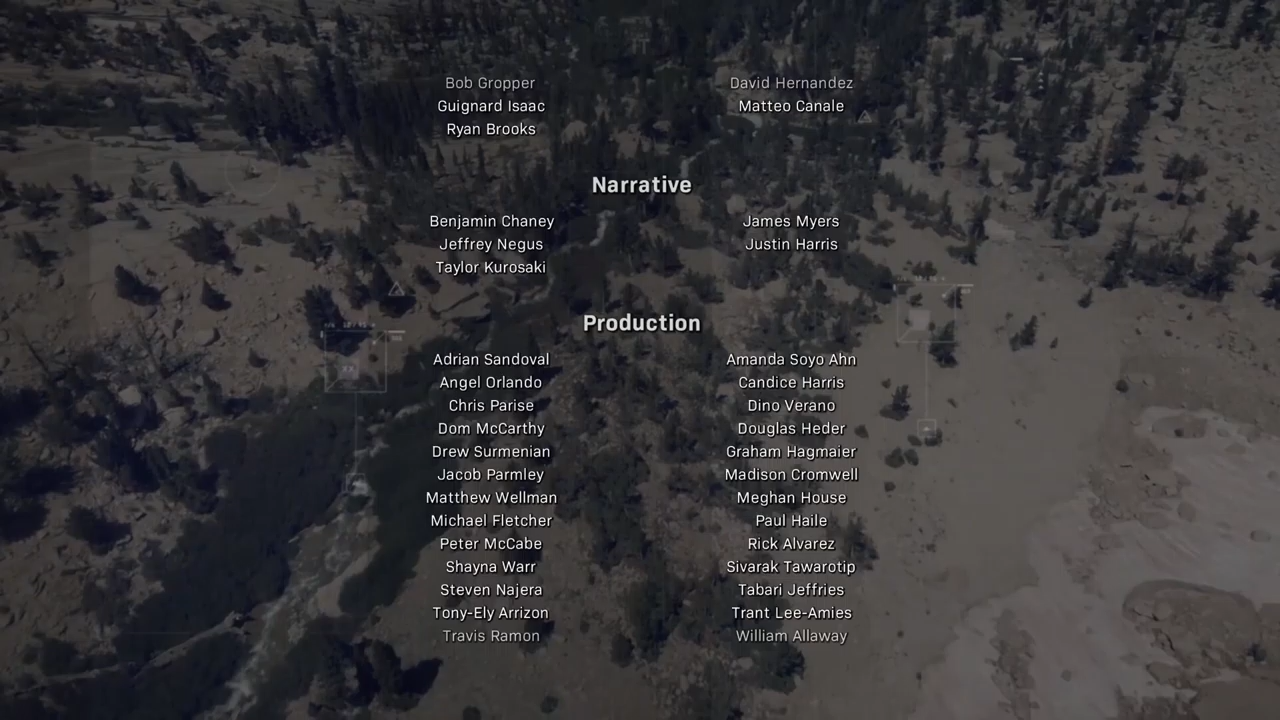 Bob Gropper David Hernandez
Guignard Isaac Matteo Canale
Ryan Brooks
Narrative
Benjamin Chaney James Myers
Jeffrey Negus Justin Harris
Taylor Kurosaki
Production
Adrian Sandoval Amanda Soyo Ahn
Angel Orlando Candice Harris
Chris Parise Dino Verano
Dom McCarthy Douglas Heder
Drew Surmenian Graham Hagmaier
Jacob Parmley Madison Cromwell
Matthew Wellman Meghan House
Michael Fletcher Paul Haile
Peter McCabe Rick Alvarez
Shayna Warr Sivarak Tawarotip
Steven Najera Tabari Jeffries
Tony-Ely Arrizon Trant Lee-Amies
Travis Ramon William Allaway